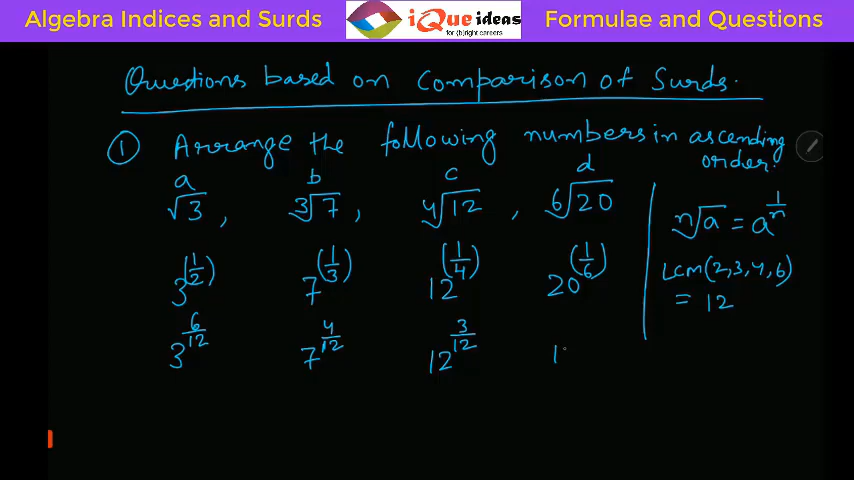 Algebra Indices and Surds
iQue ideas
for (b)right careers
Formulae and Questions
Questions based on Comparison of Surds.
① Arrange the following numbers in ascending order.
a b c d
√3 , ∛7 , ∜12 , ⁶√20
ⁿ√a = a^(1/n)
3^(1/2) 7^(1/3) 12^(1/4) 20^(1/6)
LCM(2,3,4,6)
= 12
3^(6/12) 7^(4/12) 12^(3/12) 1